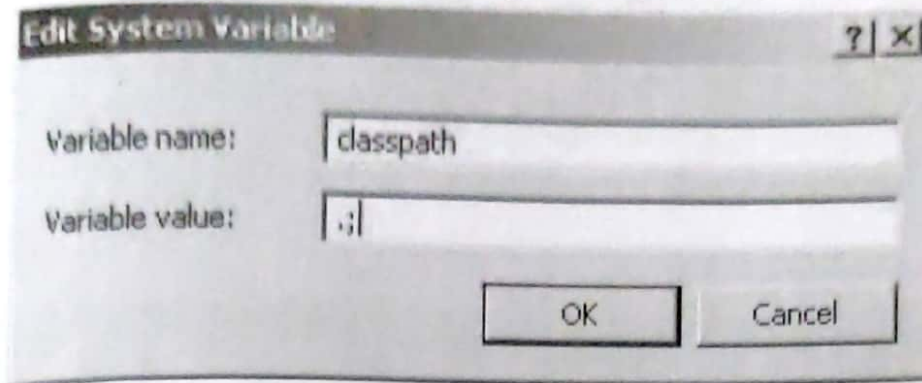 Edit System Variable ? ×
Variable name: classpath
Variable value: .;
OK Cancel